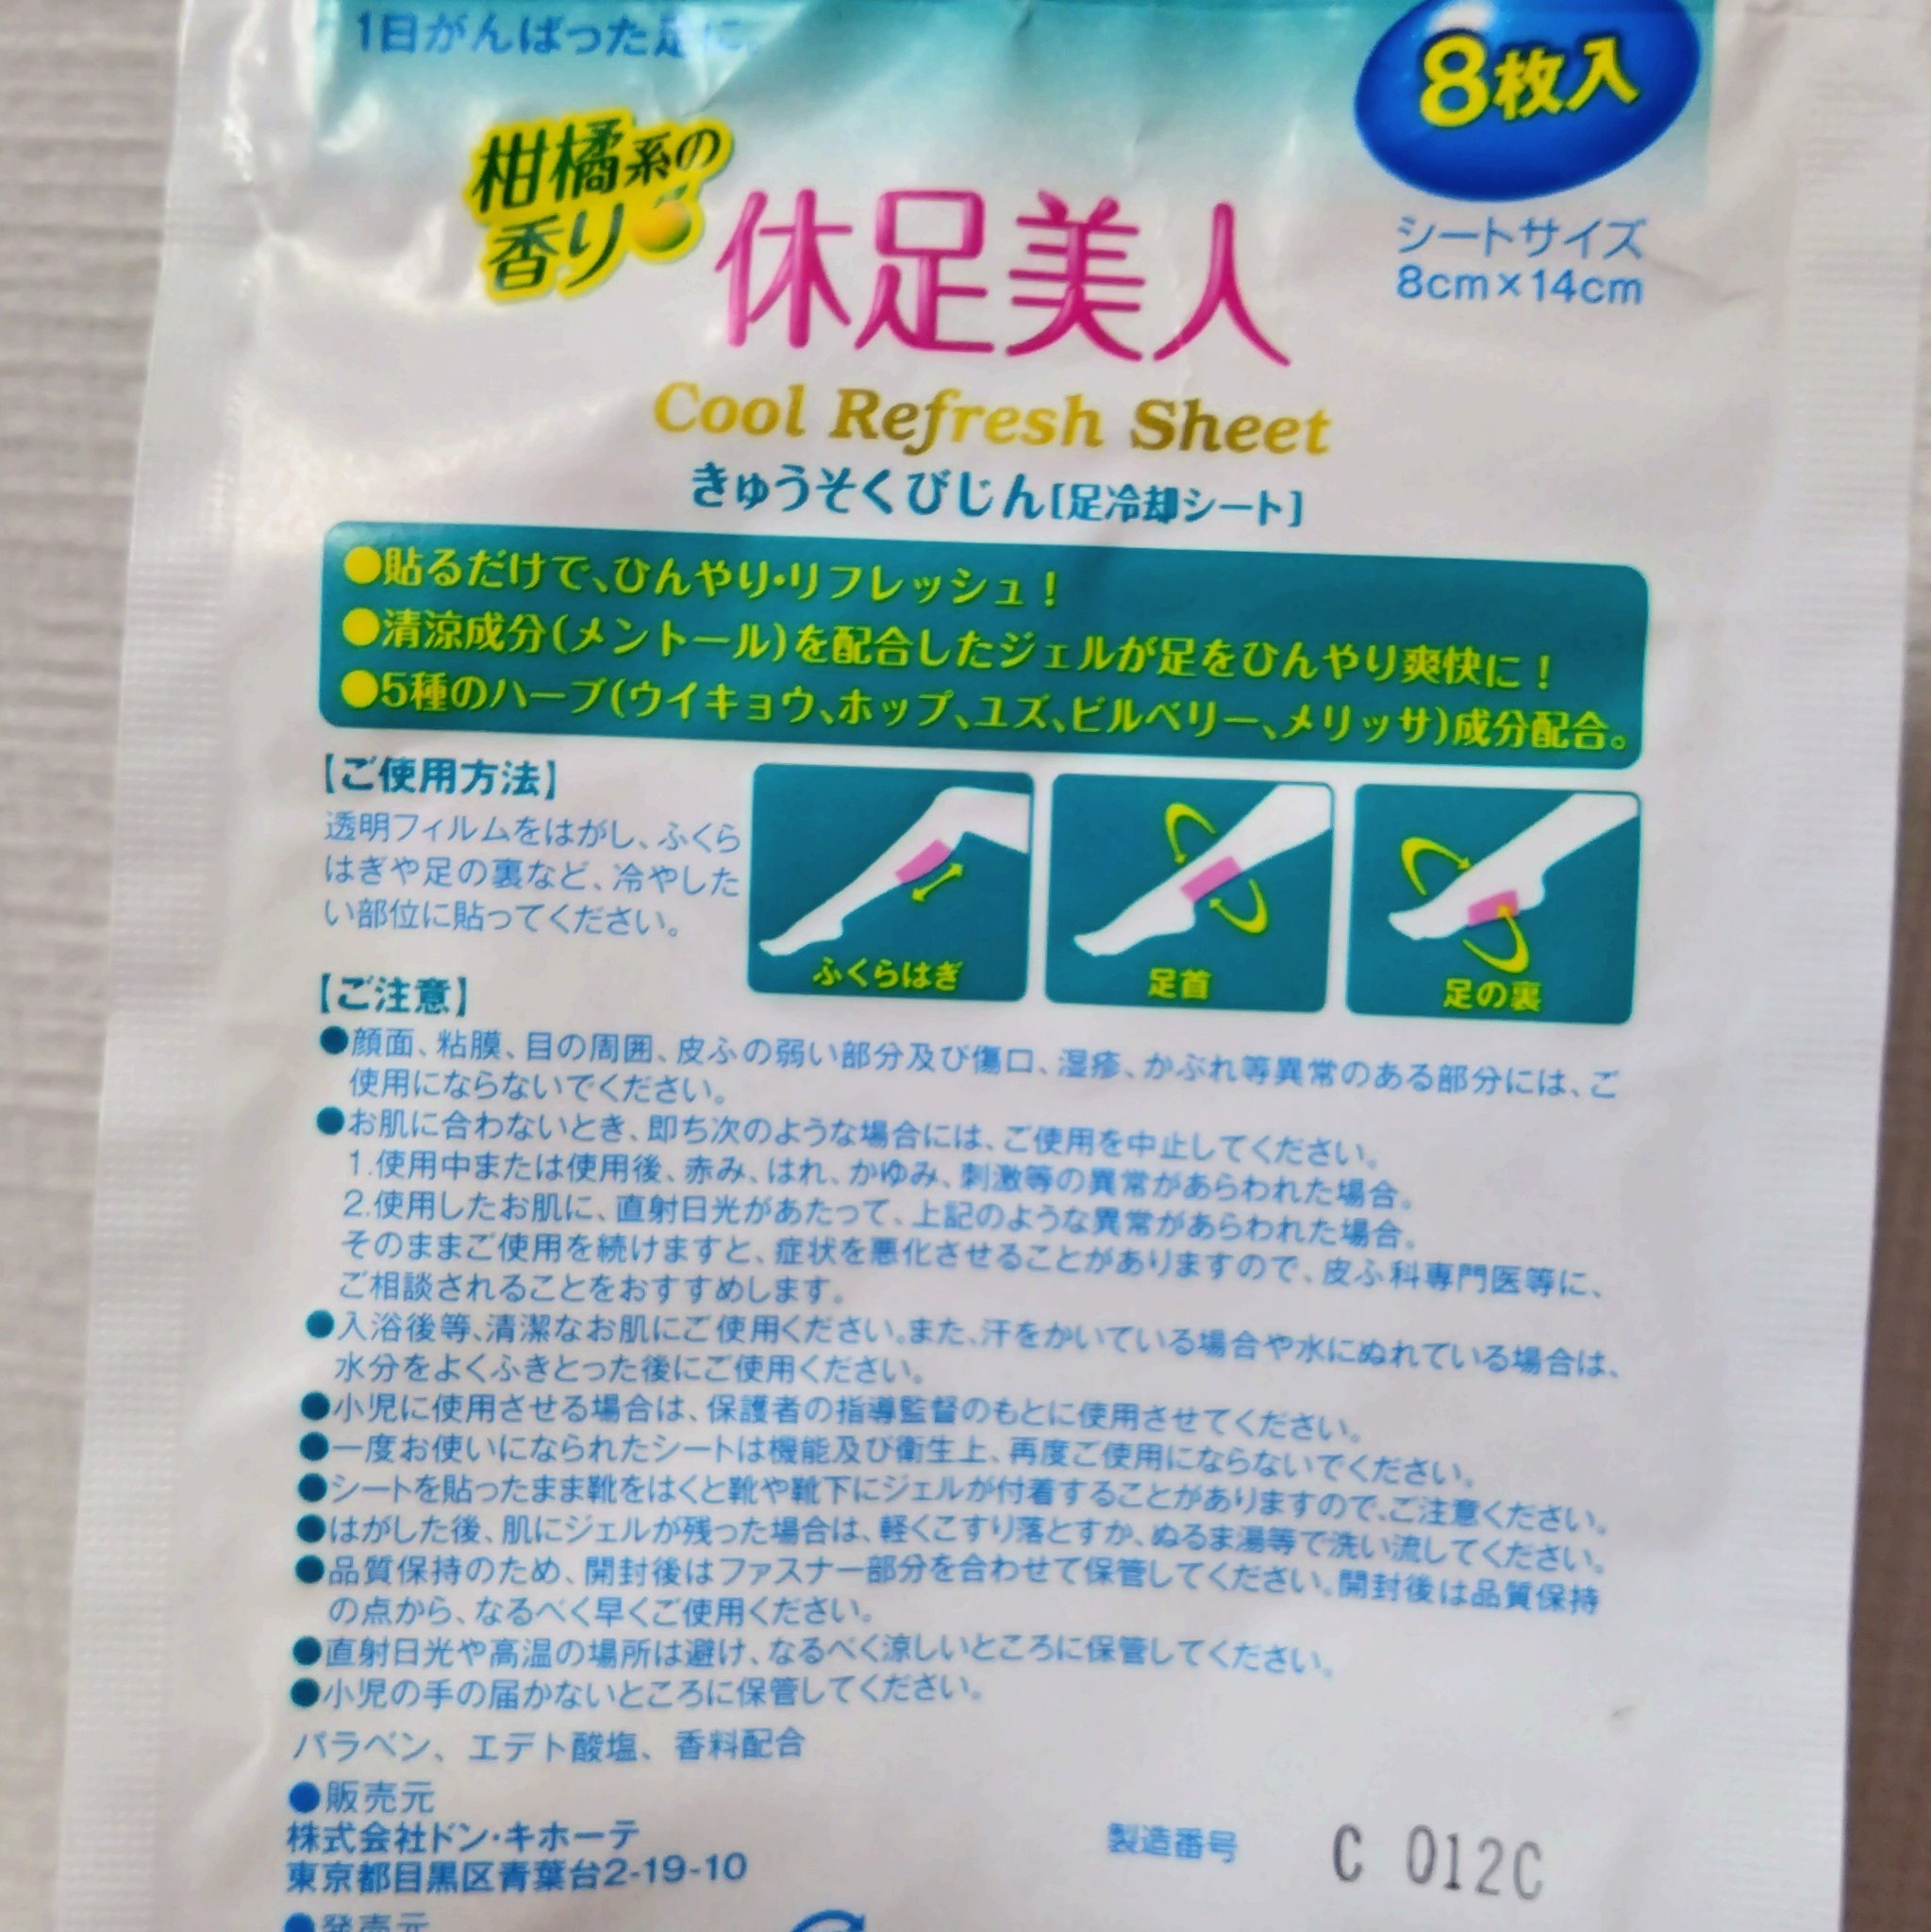 1日がんばった足に。
8枚入
柑橘系の
香り
休足美人
シートサイズ
8cm×14cm
Cool Refresh Sheet
きゅうそくびじん[足冷却シート]
●貼るだけで、ひんやり・リフレッシュ！
●清涼成分(メントール)を配合したジェルが足をひんやり爽快に！
●5種のハーブ(ウイキョウ、ホップ、ユズ、ビルベリー、メリッサ)成分配合。
【ご使用方法】
透明フィルムをはがし、ふくら
はぎや足の裏など、冷やした
い部位に貼ってください。
ふくらはぎ
足首
足の裏
【ご注意】
●顔面、粘膜、目の周囲、皮ふの弱い部分及び傷口、湿疹、かぶれ等異常のある部分には、ご
使用にならないでください。
●お肌に合わないとき、即ち次のような場合には、ご使用を中止してください。
1.使用中または使用後、赤み、はれ、かゆみ、刺激等の異常があらわれた場合。
2.使用したお肌に、直射日光があたって、上記のような異常があらわれた場合。
そのままご使用を続けますと、症状を悪化させることがありますので、皮ふ科専門医等に、
ご相談されることをおすすめします。
●入浴後等、清潔なお肌にご使用ください。また、汗をかいている場合や水にぬれている場合は、
水分をよくふきとった後にご使用ください。
●小児に使用させる場合は、保護者の指導監督のもとに使用させてください。
●一度お使いになられたシートは機能及び衛生上、再度ご使用にならないでください。
●シートを貼ったまま靴をはくと靴や靴下にジェルが付着することがありますので、ご注意ください。
●はがした後、肌にジェルが残った場合は、軽くこすり落とすか、ぬるま湯等で洗い流してください。
●品質保持のため、開封後はファスナー部分を合わせて保管してください。開封後は品質保持
の点から、なるべく早くご使用ください。
●直射日光や高温の場所は避け、なるべく涼しいところに保管してください。
●小児の手の届かないところに保管してください。
パラベン、エデト酸塩、香料配合
●販売元
株式会社ドン・キホーテ
東京都目黒区青葉台2-19-10
製造番号 C 012C
●発売元